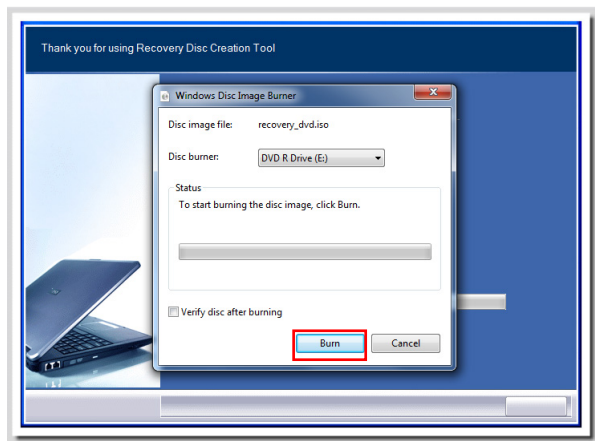 Thank you for using Recovery Disc Creation Tool
Windows Disc Image Burner
Disc image file: recovery_dvd.iso
Disc burner: DVD R Drive (E:)
Status
To start burning the disc image, click Burn.
Verify disc after burning
Burn Cancel